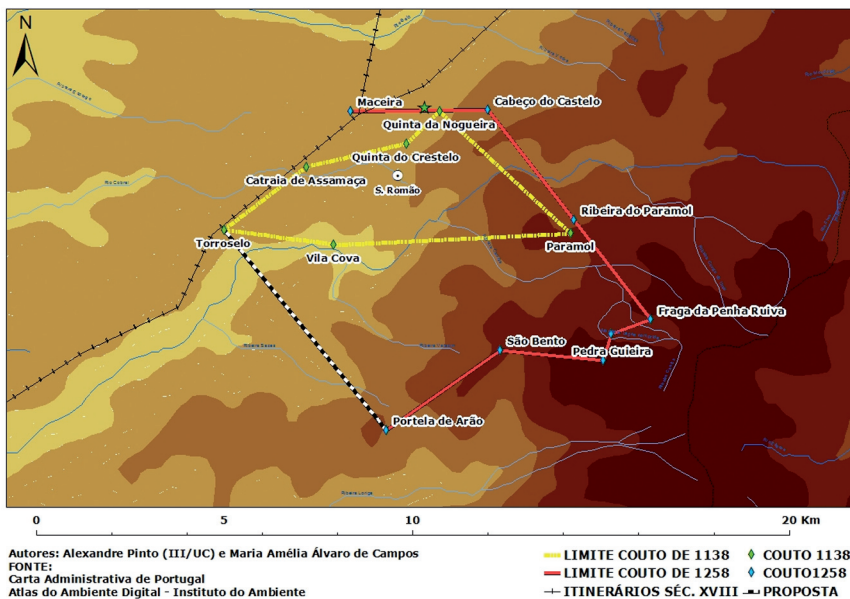 N
Maceira
Cabeço do Castelo
Quinta da Nogueira
Quinta do Crestelo
Catraia de Assamaça
S. Romão
Ribeira do Paramol
Torroselo
Paramol
Vila Cova
Fraga da Penha Ruiva
São Bento
Pedra Guieira
Portela de Arão
0 5 10 20 Km
Autores: Alexandre Pinto (III/UC) e Maria Amélia Álvaro de Campos
FONTE:
Carta Administrativa de Portugal
Atlas do Ambiente Digital - Instituto do Ambiente
LIMITE COUTO DE 1138 COUTO 1138
LIMITE COUTO DE 1258 COUTO1258
ITINERÁRIOS SÉC. XVIII PROPOSTA